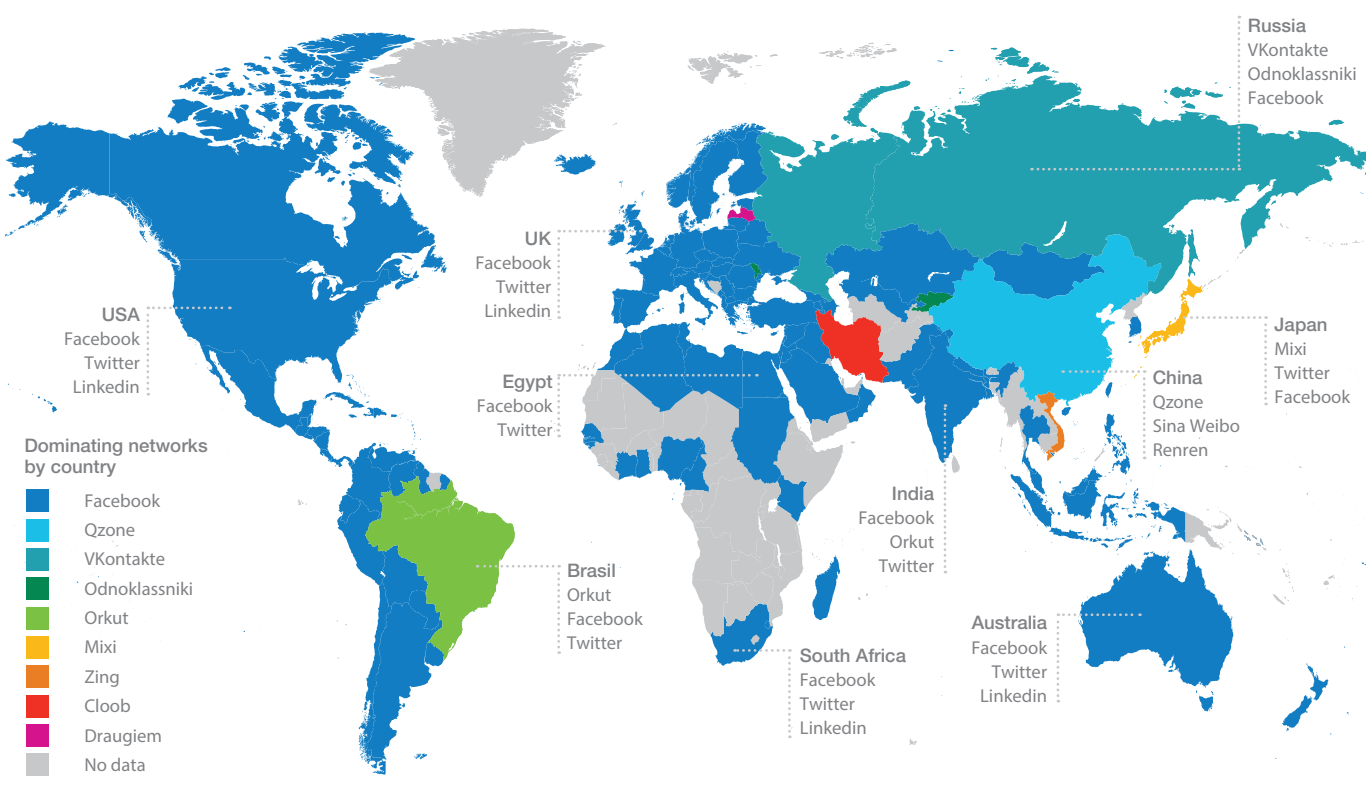 Russia
VKontakte
Odnoklassniki
Facebook
UK
Facebook
Twitter
Linkedin
USA
Facebook
Twitter
Linkedin
Japan
Mixi
Twitter
Facebook
Egypt
Facebook
Twitter
China
Qzone
Sina Weibo
Renren
Dominating networks
by country
Facebook
Qzone
VKontakte
Odnoklassniki
Orkut
Mixi
Zing
Cloob
Draugiem
No data
India
Facebook
Orkut
Twitter
Brasil
Orkut
Facebook
Twitter
Australia
Facebook
Twitter
Linkedin
South Africa
Facebook
Twitter
Linkedin